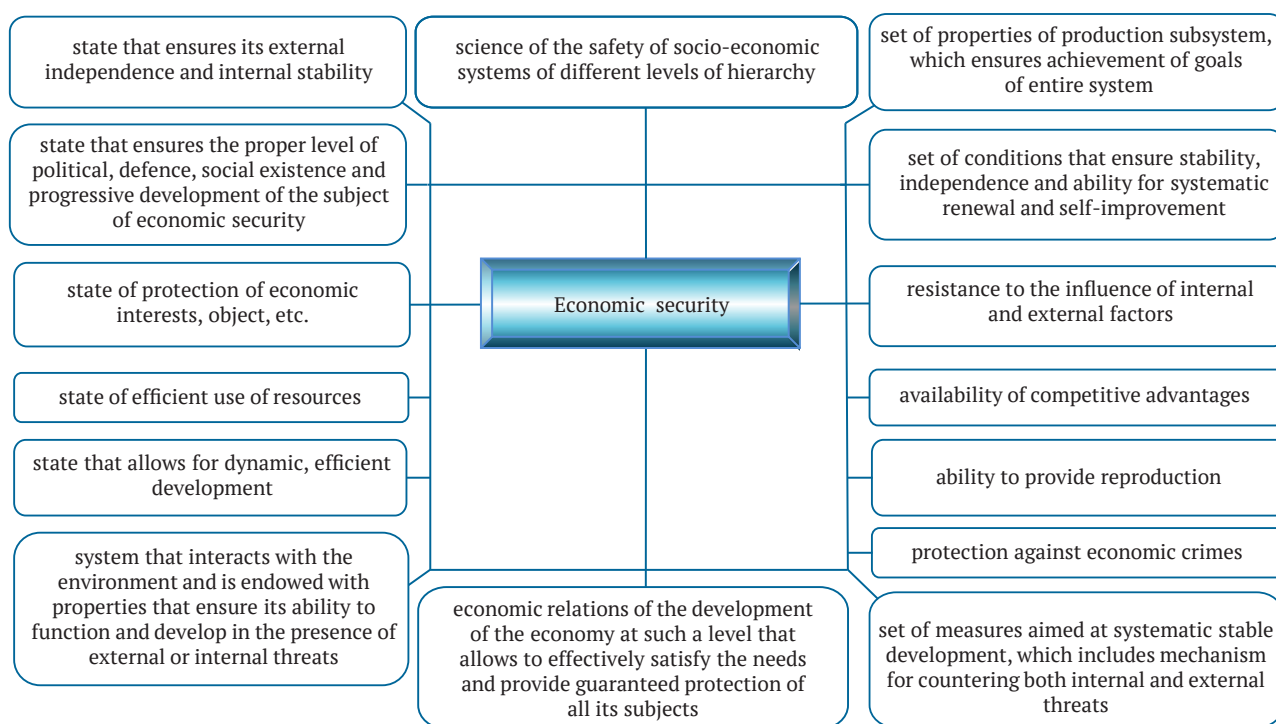 state that ensures its external
independence and internal stability
science of the safety of socio-economic
systems of different levels of hierarchy
set of properties of production subsystem,
which ensures achievement of goals
of entire system
state that ensures the proper level of
political, defence, social existence and
progressive development of the subject
of economic security
set of conditions that ensure stability,
independence and ability for systematic
renewal and self-improvement
state of protection of economic
interests, object, etc.
Economic security
resistance to the influence of internal
and external factors
state of efficient use of resources
availability of competitive advantages
state that allows for dynamic, efficient
development
ability to provide reproduction
system that interacts with the
environment and is endowed with
properties that ensure its ability to
function and develop in the presence of
external or internal threats
protection against economic crimes
economic relations of the development
of the economy at such a level that
allows to effectively satisfy the needs
and provide guaranteed protection of
all its subjects
set of measures aimed at systematic stable
development, which includes mechanism
for countering both internal and external
threats